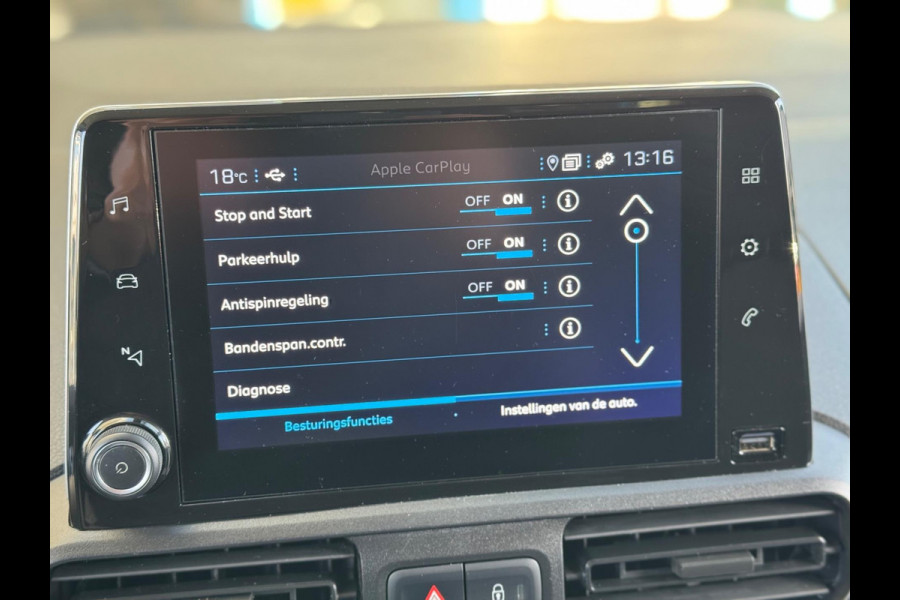 18°C Apple CarPlay 13:16
Stop and Start OFF ON
Parkeerhulp OFF ON
Antispinregeling OFF ON
Bandenspan.contr.
Diagnose
Besturingsfuncties Instellingen van de auto.
N